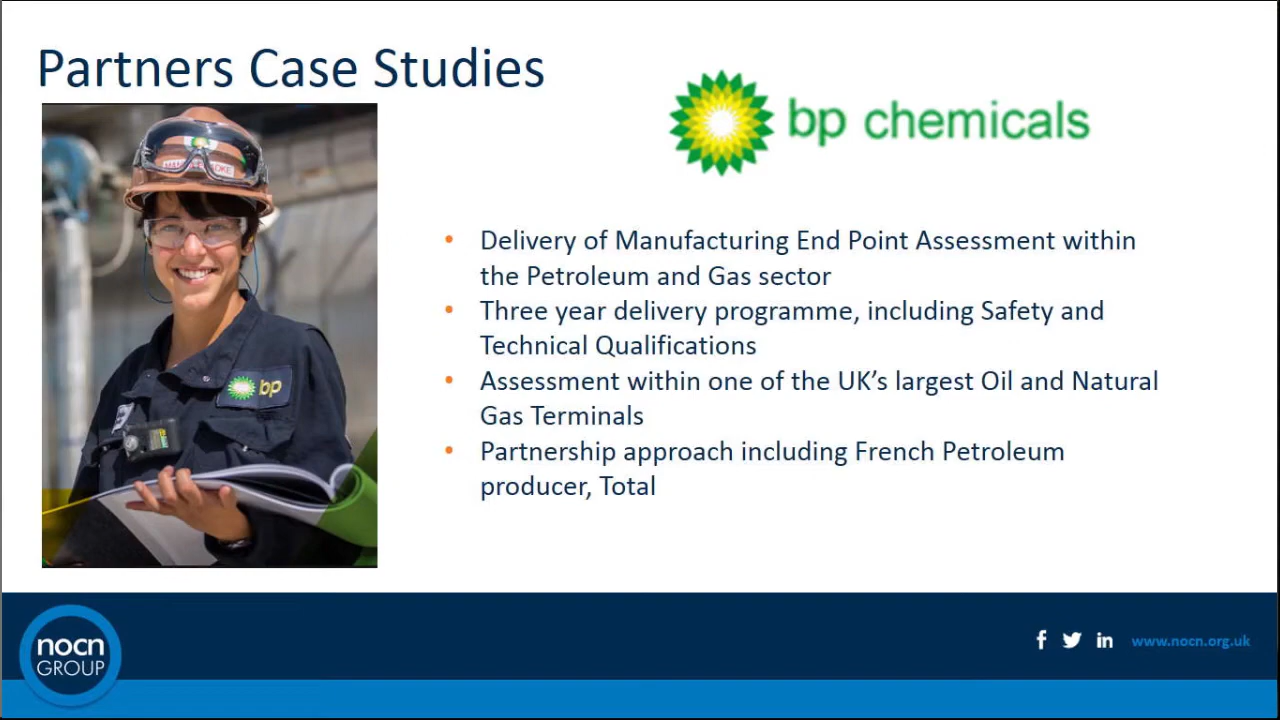 Partners Case Studies
bp chemicals
• Delivery of Manufacturing End Point Assessment within
the Petroleum and Gas sector
• Three year delivery programme, including Safety and
Technical Qualifications
• Assessment within one of the UK’s largest Oil and Natural
Gas Terminals
• Partnership approach including French Petroleum
producer, Total
bp
nocn
GROUP
www.nocn.org.uk